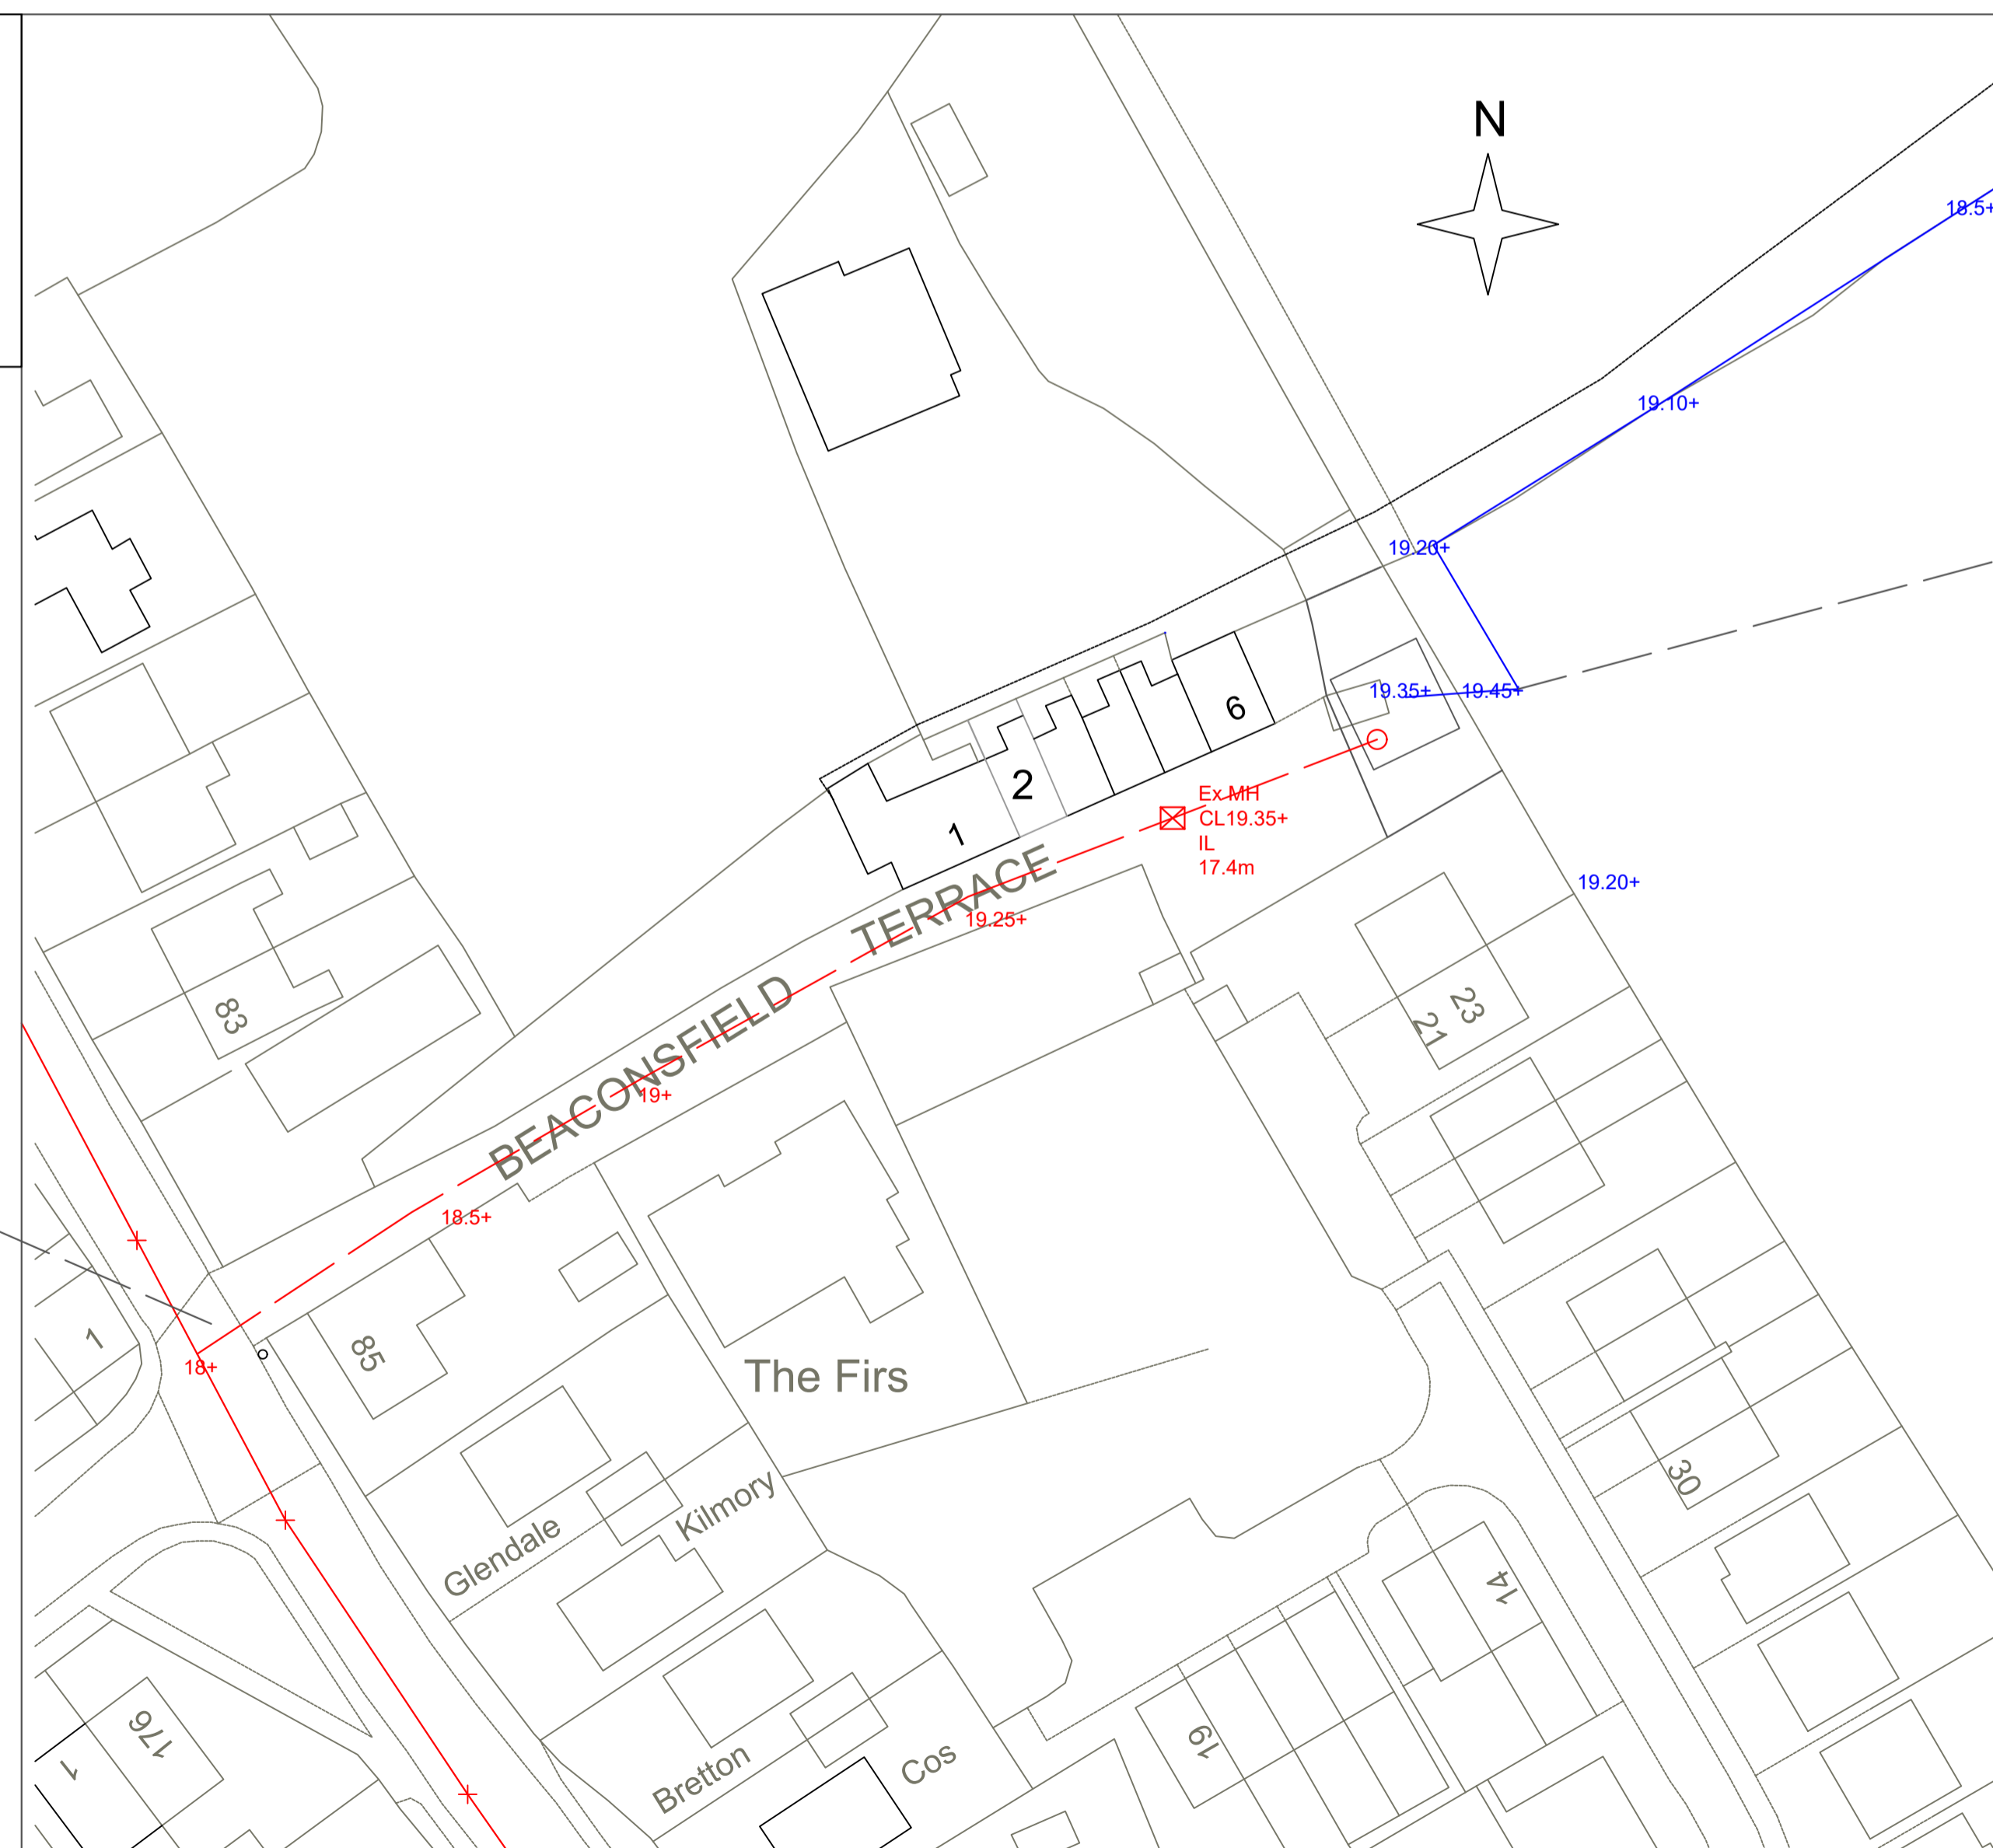 N
18.5+
19.10+
19.20+
19.35+
19.45+
6
2
1
Ex MH
CL19.35+
IL
17.4m
19.20+
BEACONSFIELD TERRACE
19.25+
19+
18.5+
18+
83
23
21
1
85
The Firs
Kilmory
Glendale
30
14
19
176
1
Bretton
Cos